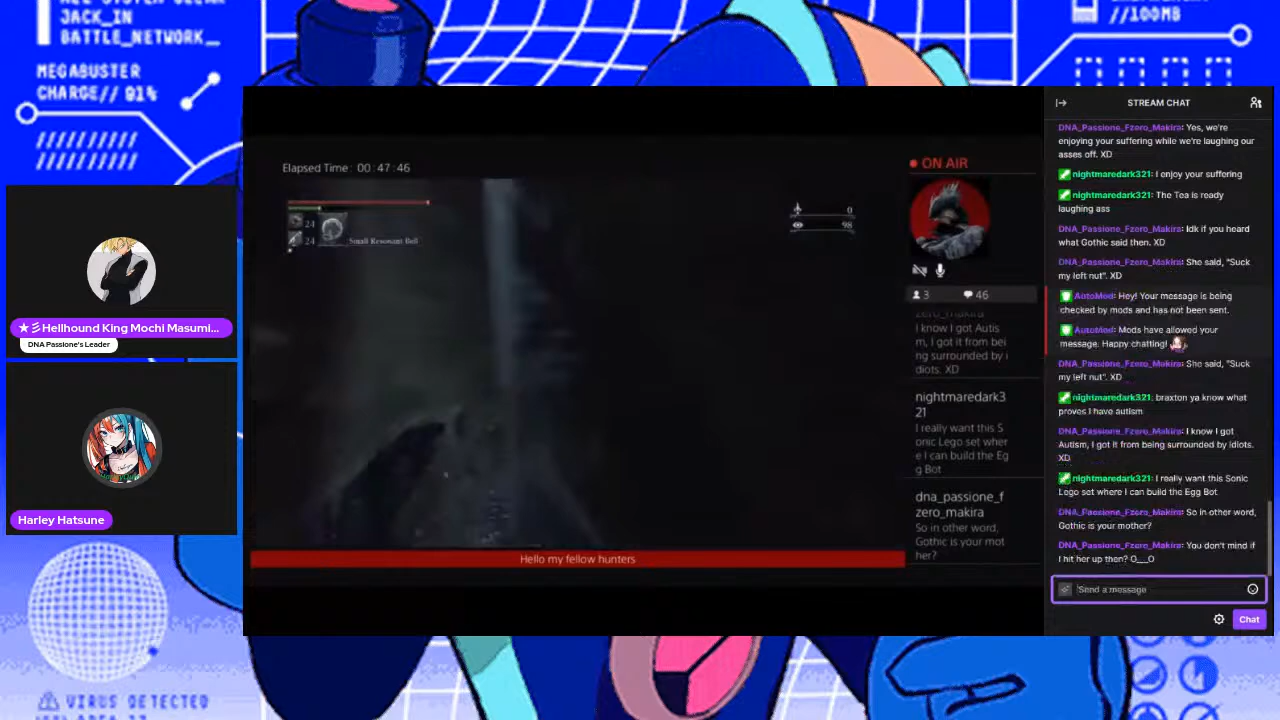 JACK_IN
BATTLE_NETWORK_
MEGABUSTER
CHARGE// 91%
//100MB
★彡Hellhound King Mochi Masumi...
DNA Passione's Leader
Harley Hatsune
VIRUS DETECTED
Elapsed Time: 00:47:46
24
24
Small Resonant Bell
0
98
ON AIR
3
46
zero_makira
I know I got Autis
m, I got it from bei
ng surrounded by i
diots. XD
nightmaredark3
21
I really want this S
onic Lego set wher
e I can build the Eg
g Bot
dna_passione_f
zero_makira
So in other word,
Gothic is your mot
her?
Hello my fellow hunters
STREAM CHAT
DNA_Passione_Fzero_Makira: Yes, we're
enjoying your suffering while we're laughing our
asses off. XD
nightmaredark321: I enjoy your suffering
nightmaredark321: The Tea is ready
laughing ass
DNA_Passione_Fzero_Makira: Idk if you heard
what Gothic said then. XD
DNA_Passione_Fzero_Makira: She said, "Suck
my left nut". XD
AutoMod: Hey! Your message is being
checked by mods and has not been sent.
AutoMod: Mods have allowed your
message. Happy chatting!
DNA_Passione_Fzero_Makira: She said, "Suck
my left nut". XD
nightmaredark321: braxton ya know what
proves I have autism
DNA_Passione_Fzero_Makira: I know I got
Autism, I got it from being surrounded by idiots.
XD
nightmaredark321: I really want this Sonic
Lego set where I can build the Egg Bot
DNA_Passione_Fzero_Makira: So in other word,
Gothic is your mother?
DNA_Passione_Fzero_Makira: You don't mind if
I hit her up then? O___O
Send a message
Chat